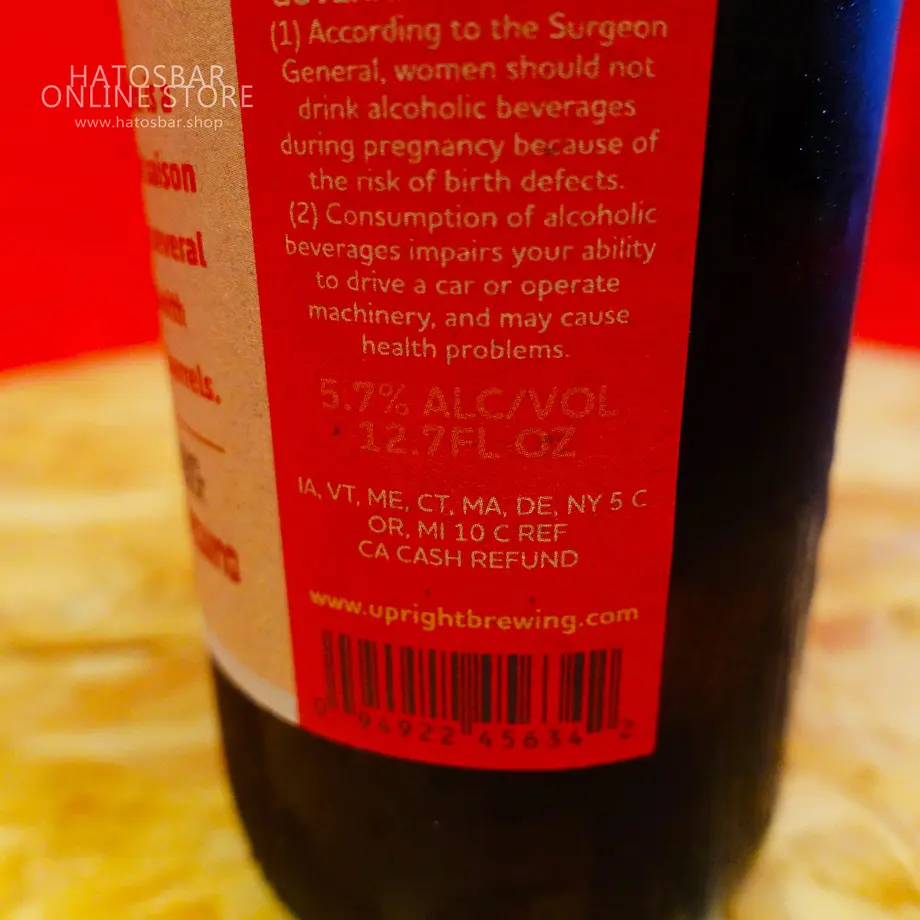 HATOSBAR
ONLINE STORE
www.hatosbar.shop
(1) According to the Surgeon
General, women should not
drink alcoholic beverages
during pregnancy because of
the risk of birth defects.
(2) Consumption of alcoholic
beverages impairs your ability
to drive a car or operate
machinery, and may cause
health problems.
5.7% ALC/VOL
12.7FL OZ
IA, VT, ME, CT, MA, DE, NY 5 C
OR, MI 10 C REF
CA CASH REFUND
www.uprightbrewing.com
0 94922 45634 2